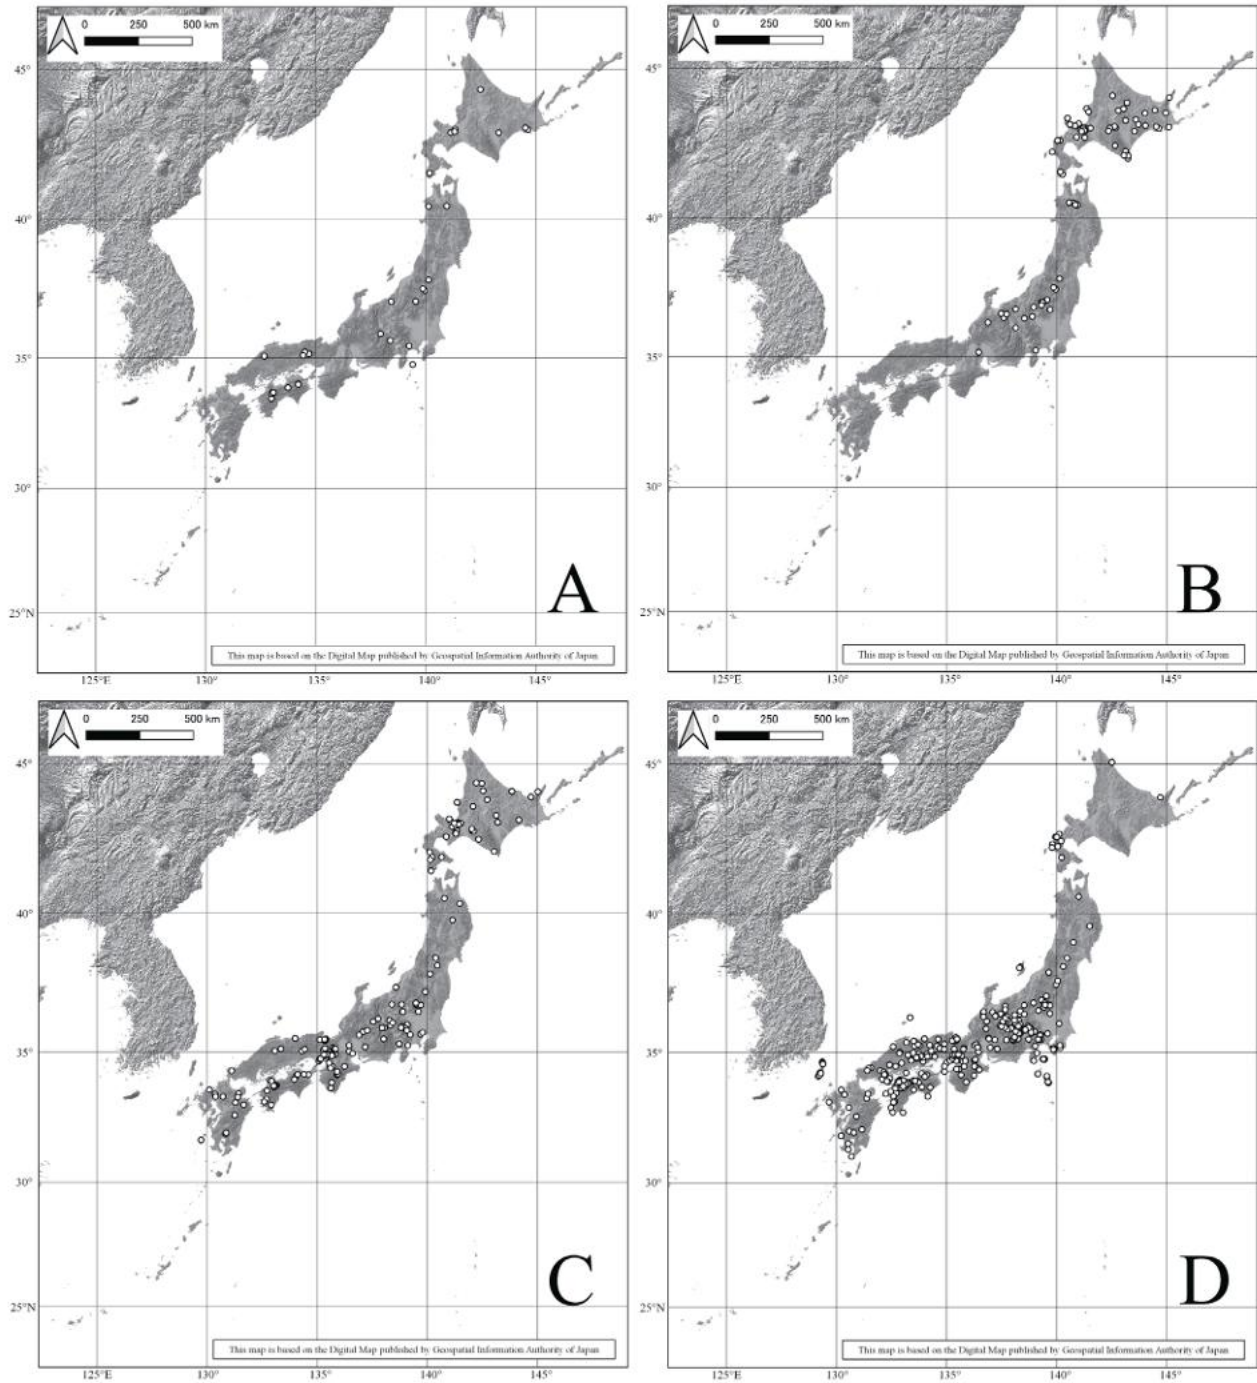 0 250 500 km
45°
40°
35°
30°
25°N
A
This map is based on the Digital Map published by Geospatial Information Authority of Japan
125°E 130° 135° 140° 145°
0 250 500 km
45°
40°
35°
30°
25°N
B
This map is based on the Digital Map published by Geospatial Information Authority of Japan
125°E 130° 135° 140° 145°
0 250 500 km
45°
40°
35°
30°
25°N
C
This map is based on the Digital Map published by Geospatial Information Authority of Japan
125°E 130° 135° 140° 145°
0 250 500 km
45°
40°
35°
30°
25°N
D
This map is based on the Digital Map published by Geospatial Information Authority of Japan
125°E 130° 135° 140° 145°